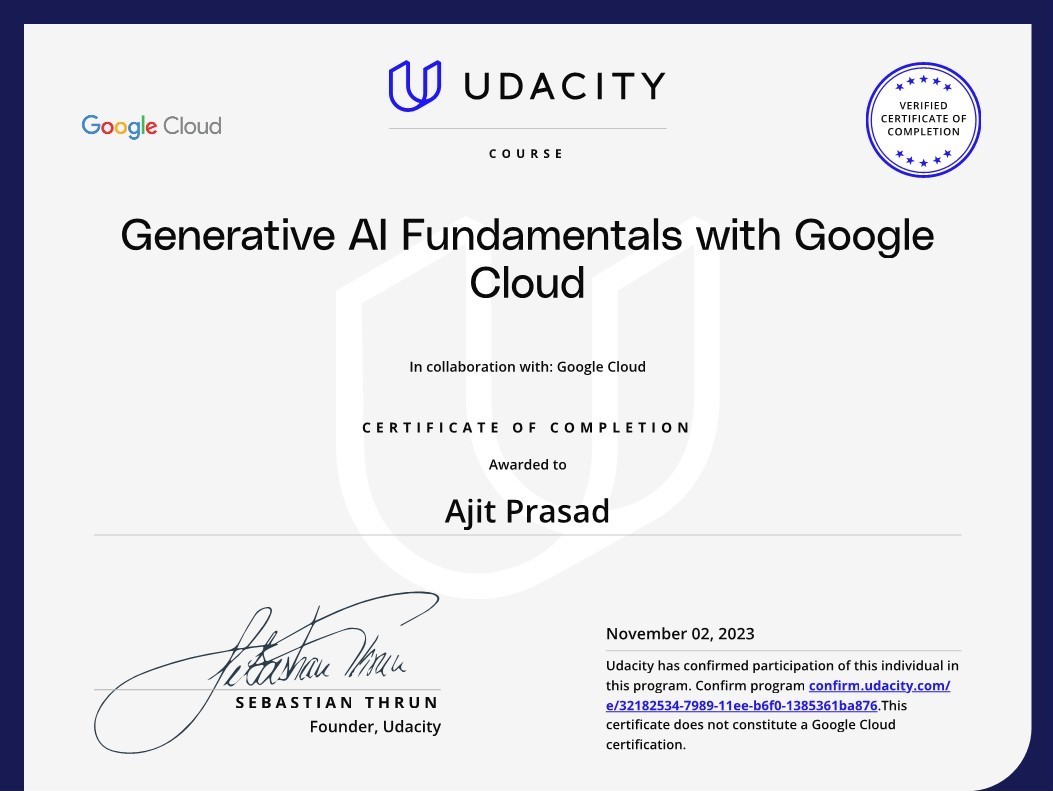 UDACITY
Google Cloud
VERIFIED
CERTIFICATE OF
COMPLETION
COURSE
Generative AI Fundamentals with Google
Cloud
In collaboration with: Google Cloud
CERTIFICATE OF COMPLETION
Awarded to
Ajit Prasad
Sebastian Thrun
SEBASTIAN THRUN
Founder, Udacity
November 02, 2023
Udacity has confirmed participation of this individual in
this program. Confirm program confirm.udacity.com/
e/32182534-7989-11ee-b6f0-1385361ba876.This
certificate does not constitute a Google Cloud
certification.